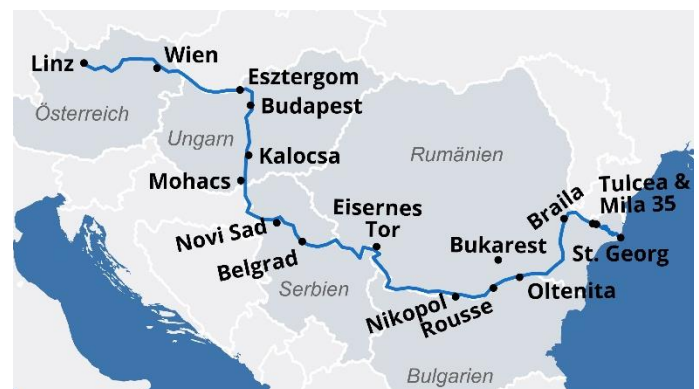 Linz
Wien
Esztergom
Budapest
Österreich
Ungarn
Kalocsa
Rumänien
Mohacs
Eisernes
Tor
Tulcea &
Mila 35
Braila
Novi Sad
Bukarest
St. Georg
Belgrad
Serbien
Nikopol
Rousse
Oltenita
Bulgarien